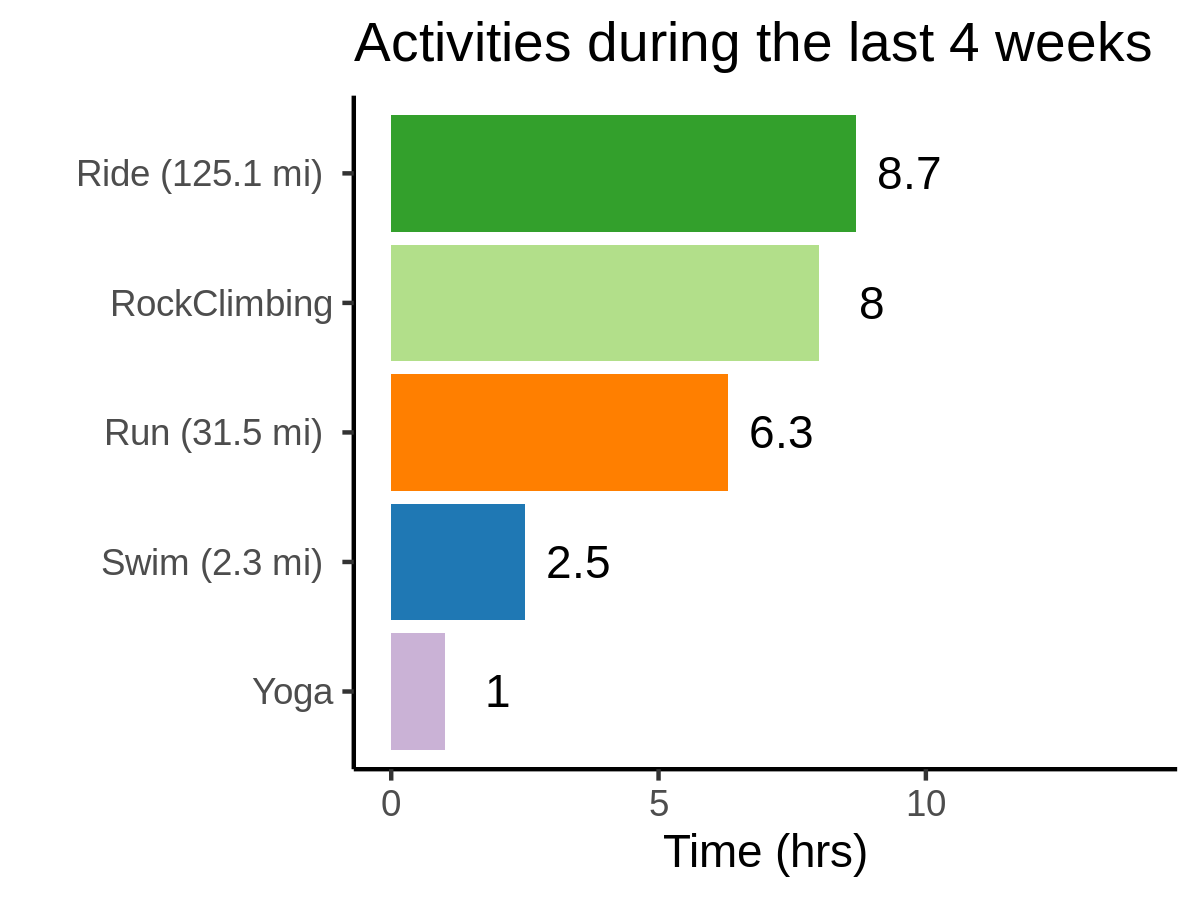 Activities during the last 4 weeks
Ride (125.1 mi) 8.7
RockClimbing 8
Run (31.5 mi) 6.3
Swim (2.3 mi) 2.5
Yoga 1
0 5 10
Time (hrs)